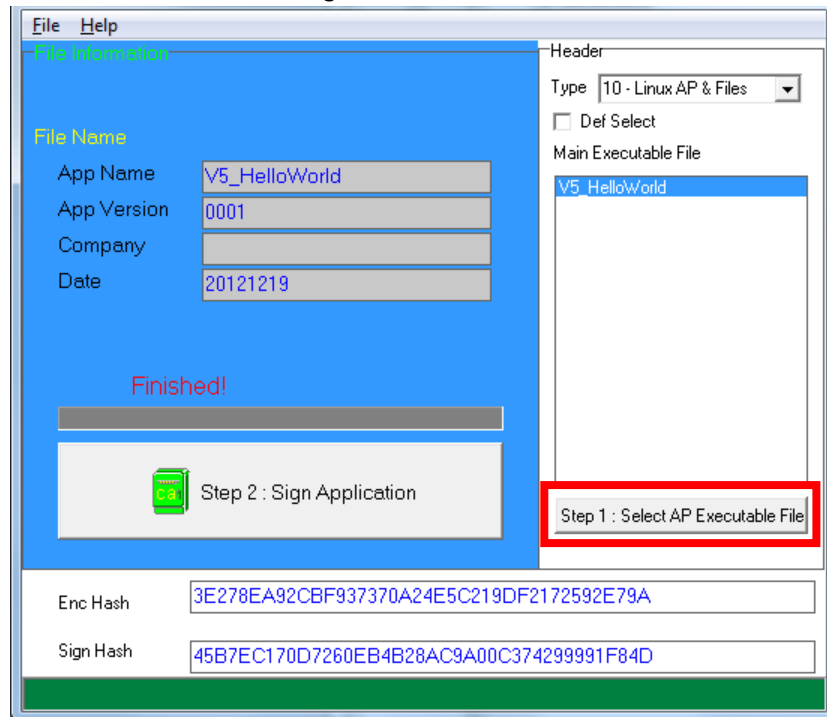 File Help
File Information
File Name
App Name V5_HelloWorld
App Version 0001
Company
Date 20121219
Finished!
ca1
Step 2 : Sign Application
Header
Type 10 - Linux AP & Files
Def Select
Main Executable File
V5_HelloWorld
Step 1 : Select AP Executable File
Enc Hash 3E278EA92CBF937370A24E5C219DF2172592E79A
Sign Hash 45B7EC170D7260EB4B28AC9A00C374299991F84D